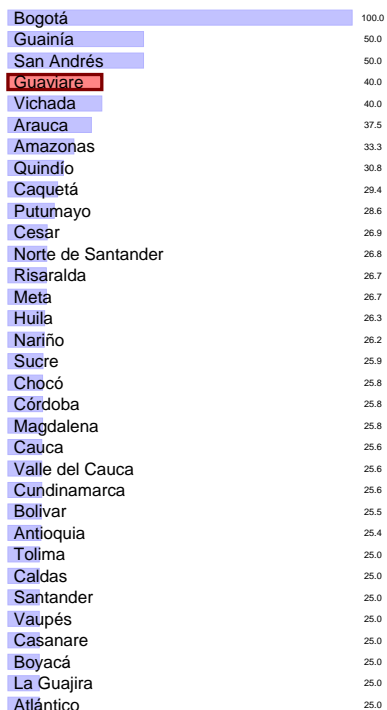 Bogotá 100.0
Guainía 50.0
San Andrés 50.0
Guaviare 40.0
Vichada 40.0
Arauca 37.5
Amazonas 33.3
Quindío 30.8
Caquetá 29.4
Putumayo 28.6
Cesar 26.9
Norte de Santander 26.8
Risaralda 26.7
Meta 26.7
Huila 26.3
Nariño 26.2
Sucre 25.9
Chocó 25.8
Córdoba 25.8
Magdalena 25.8
Cauca 25.6
Valle del Cauca 25.6
Cundinamarca 25.6
Bolivar 25.5
Antioquia 25.4
Tolima 25.0
Caldas 25.0
Santander 25.0
Vaupés 25.0
Casanare 25.0
Boyacá 25.0
La Guajira 25.0
Atlántico 25.0